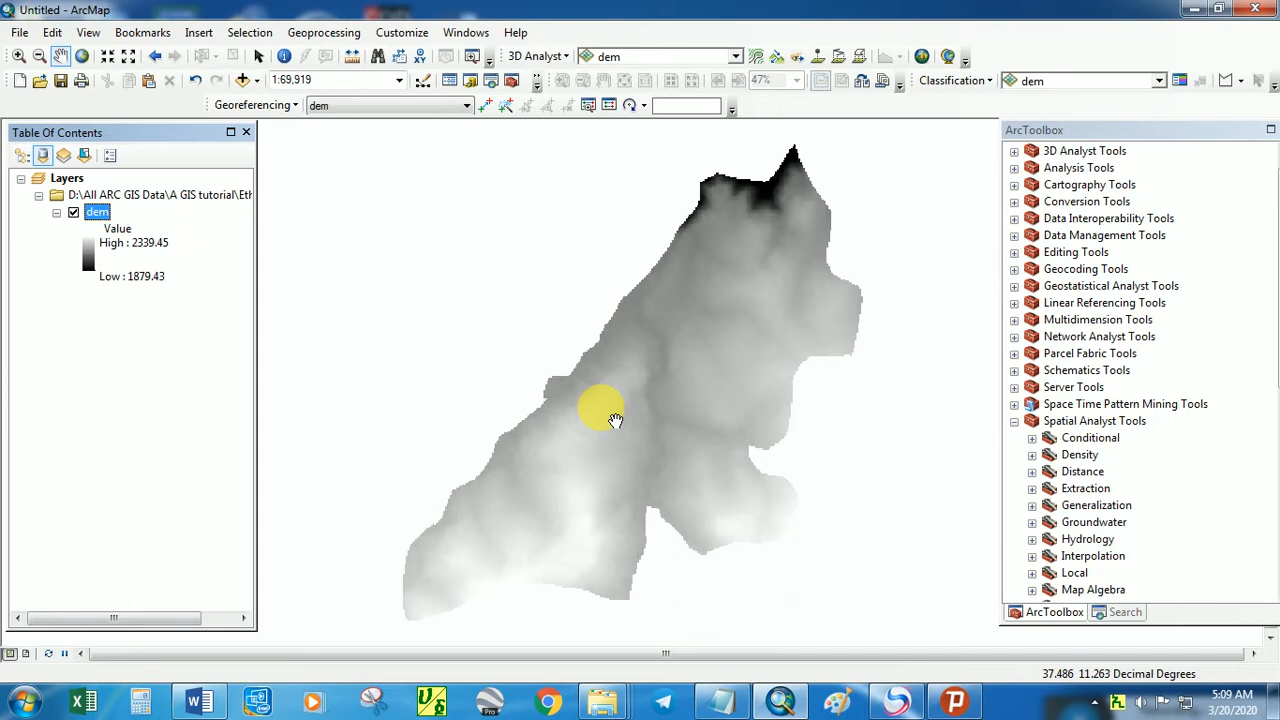 Untitled - ArcMap
File Edit View Bookmarks Insert Selection Geoprocessing Customize Windows Help
3D Analyst dem
1:69,919 47% Classification dem
Georeferencing dem
Table Of Contents
Layers
D:\All ARC GIS Data\A GIS tutorial\Eth
dem
Value
High : 2339.45
Low : 1879.43
ArcToolbox
3D Analyst Tools
Analysis Tools
Cartography Tools
Conversion Tools
Data Interoperability Tools
Data Management Tools
Editing Tools
Geocoding Tools
Geostatistical Analyst Tools
Linear Referencing Tools
Multidimension Tools
Network Analyst Tools
Parcel Fabric Tools
Schematics Tools
Server Tools
Space Time Pattern Mining Tools
Spatial Analyst Tools
Conditional
Density
Distance
Extraction
Generalization
Groundwater
Hydrology
Interpolation
Local
Map Algebra
ArcToolbox Search
37.486 11.263 Decimal Degrees
Pro
5:09 AM
3/20/2020